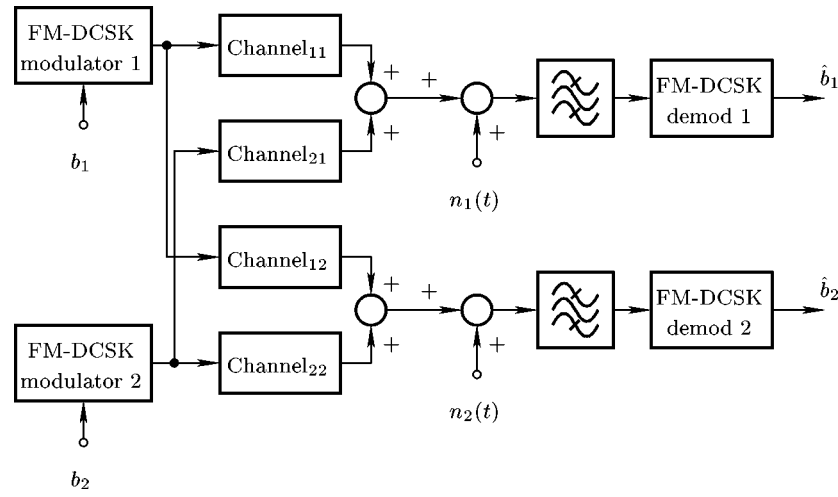 FM-DCSK
modulator 1
b₁
Channel₁₁
Channel₂₁
+
+
+
+
n₁(t)
FM-DCSK
demod 1
b̂₁
FM-DCSK
modulator 2
b₂
Channel₁₂
Channel₂₂
+
+
+
+
n₂(t)
FM-DCSK
demod 2
b̂₂